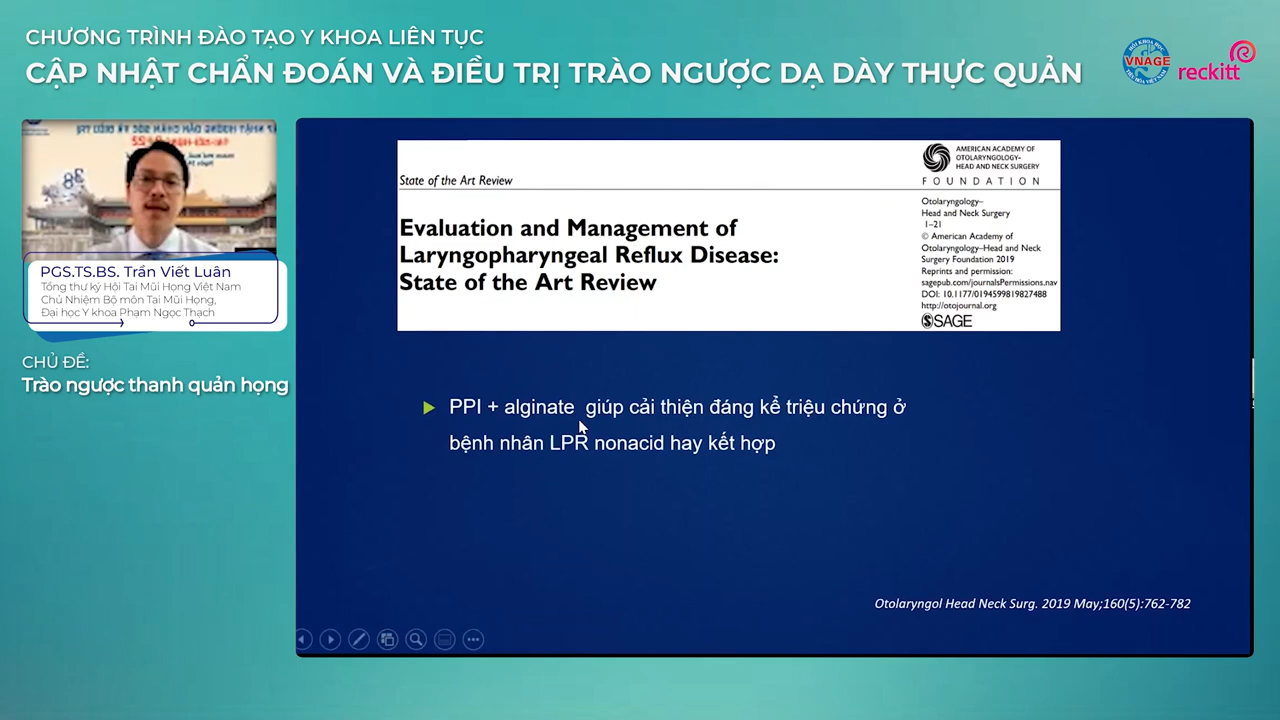 CHƯƠNG TRÌNH ĐÀO TẠO Y KHOA LIÊN TỤC
CẬP NHẬT CHẨN ĐOÁN VÀ ĐIỀU TRỊ TRÀO NGƯỢC DẠ DÀY THỰC QUẢN
VNAGE
reckitt
PGS.TS.BS. Trần Viết Luân
Tổng thư ký Hội Tai Mũi Họng Việt Nam
Chủ Nhiệm Bộ môn Tai Mũi Họng,
Đại học Y khoa Phạm Ngọc Thạch
CHỦ ĐỀ:
Trào ngược thanh quản họng
AMERICAN ACADEMY OF
OTOLARYNGOLOGY–
HEAD AND NECK SURGERY
FOUNDATION
State of the Art Review
Evaluation and Management of
Laryngopharyngeal Reflux Disease:
State of the Art Review
Otolaryngology–
Head and Neck Surgery
1–21
© American Academy of
Otolaryngology–Head and Neck
Surgery Foundation 2019
Reprints and permission:
sagepub.com/journalsPermissions.nav
DOI: 10.1177/0194599819827488
http://otojournal.org
SAGE
PPI + alginate giúp cải thiện đáng kể triệu chứng ở
bệnh nhân LPR nonacid hay kết hợp
Otolaryngol Head Neck Surg. 2019 May;160(5):762-782